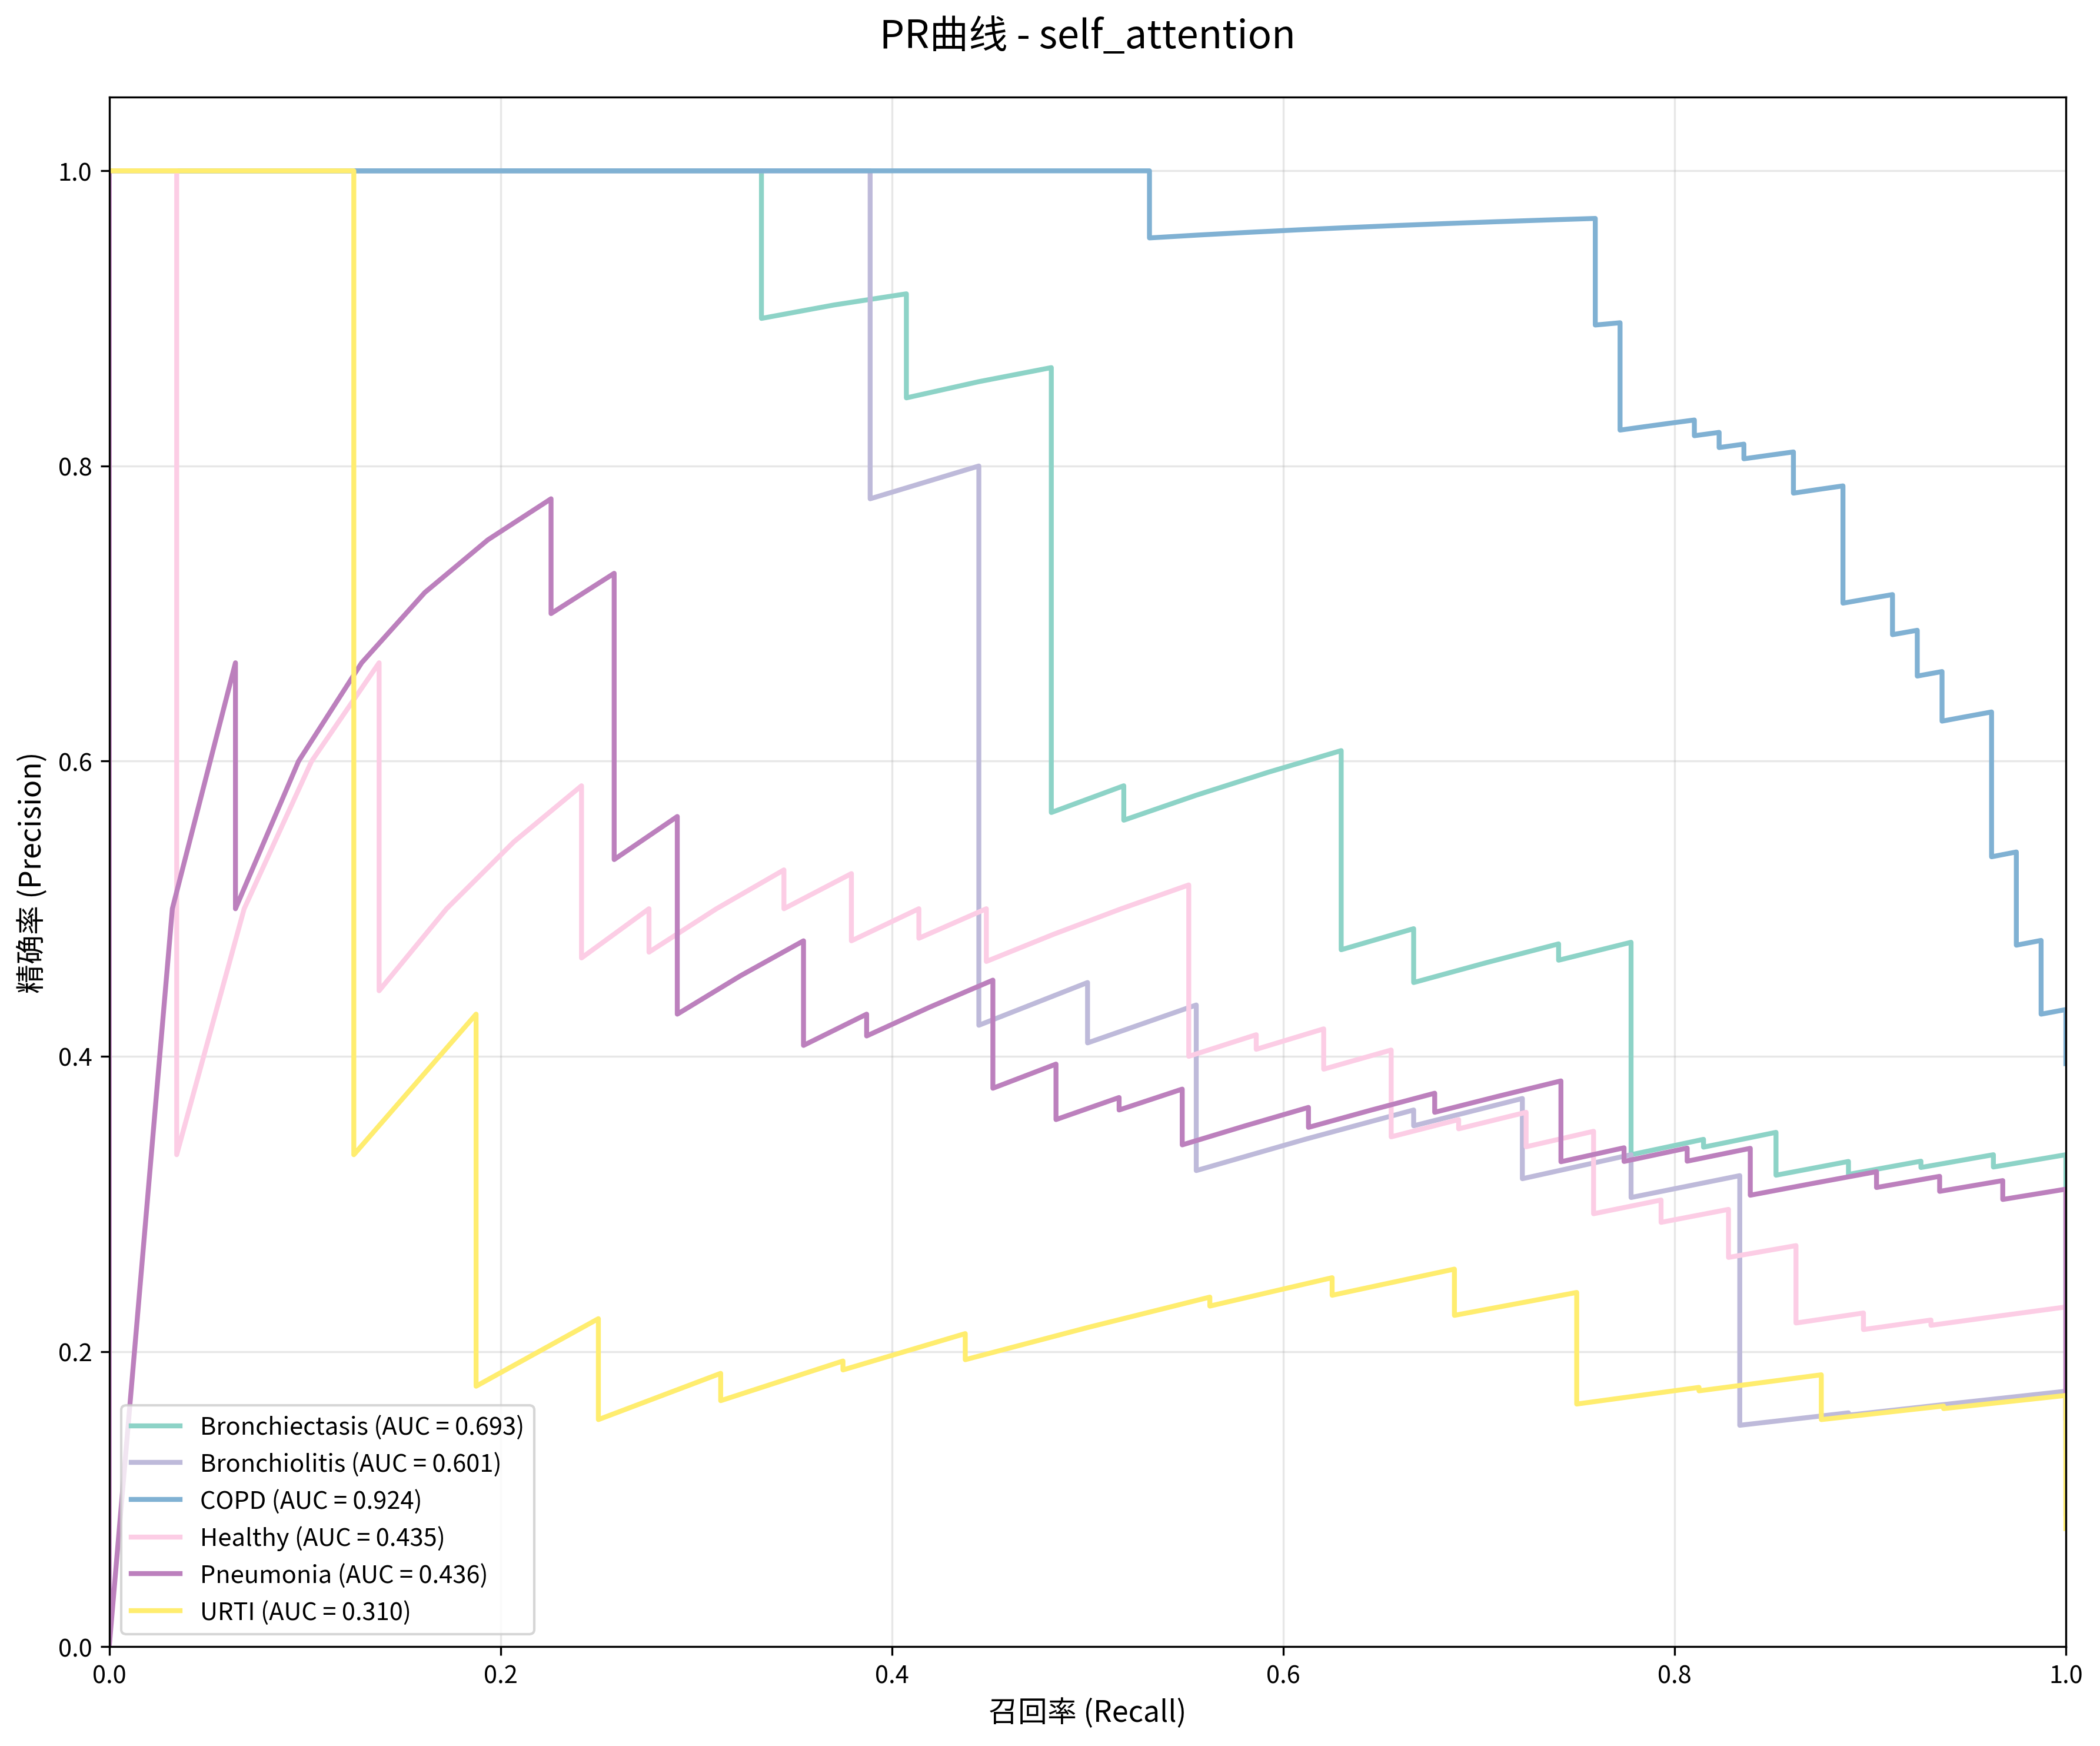 PR曲线 - self_attention
精确率 (Precision)
1.0
0.8
0.6
0.4
0.2
0.0
Bronchiectasis (AUC = 0.693)
Bronchiolitis (AUC = 0.601)
COPD (AUC = 0.924)
Healthy (AUC = 0.435)
Pneumonia (AUC = 0.436)
URTI (AUC = 0.310)
0.0 0.2 0.4 0.6 0.8 1.0
召回率 (Recall)